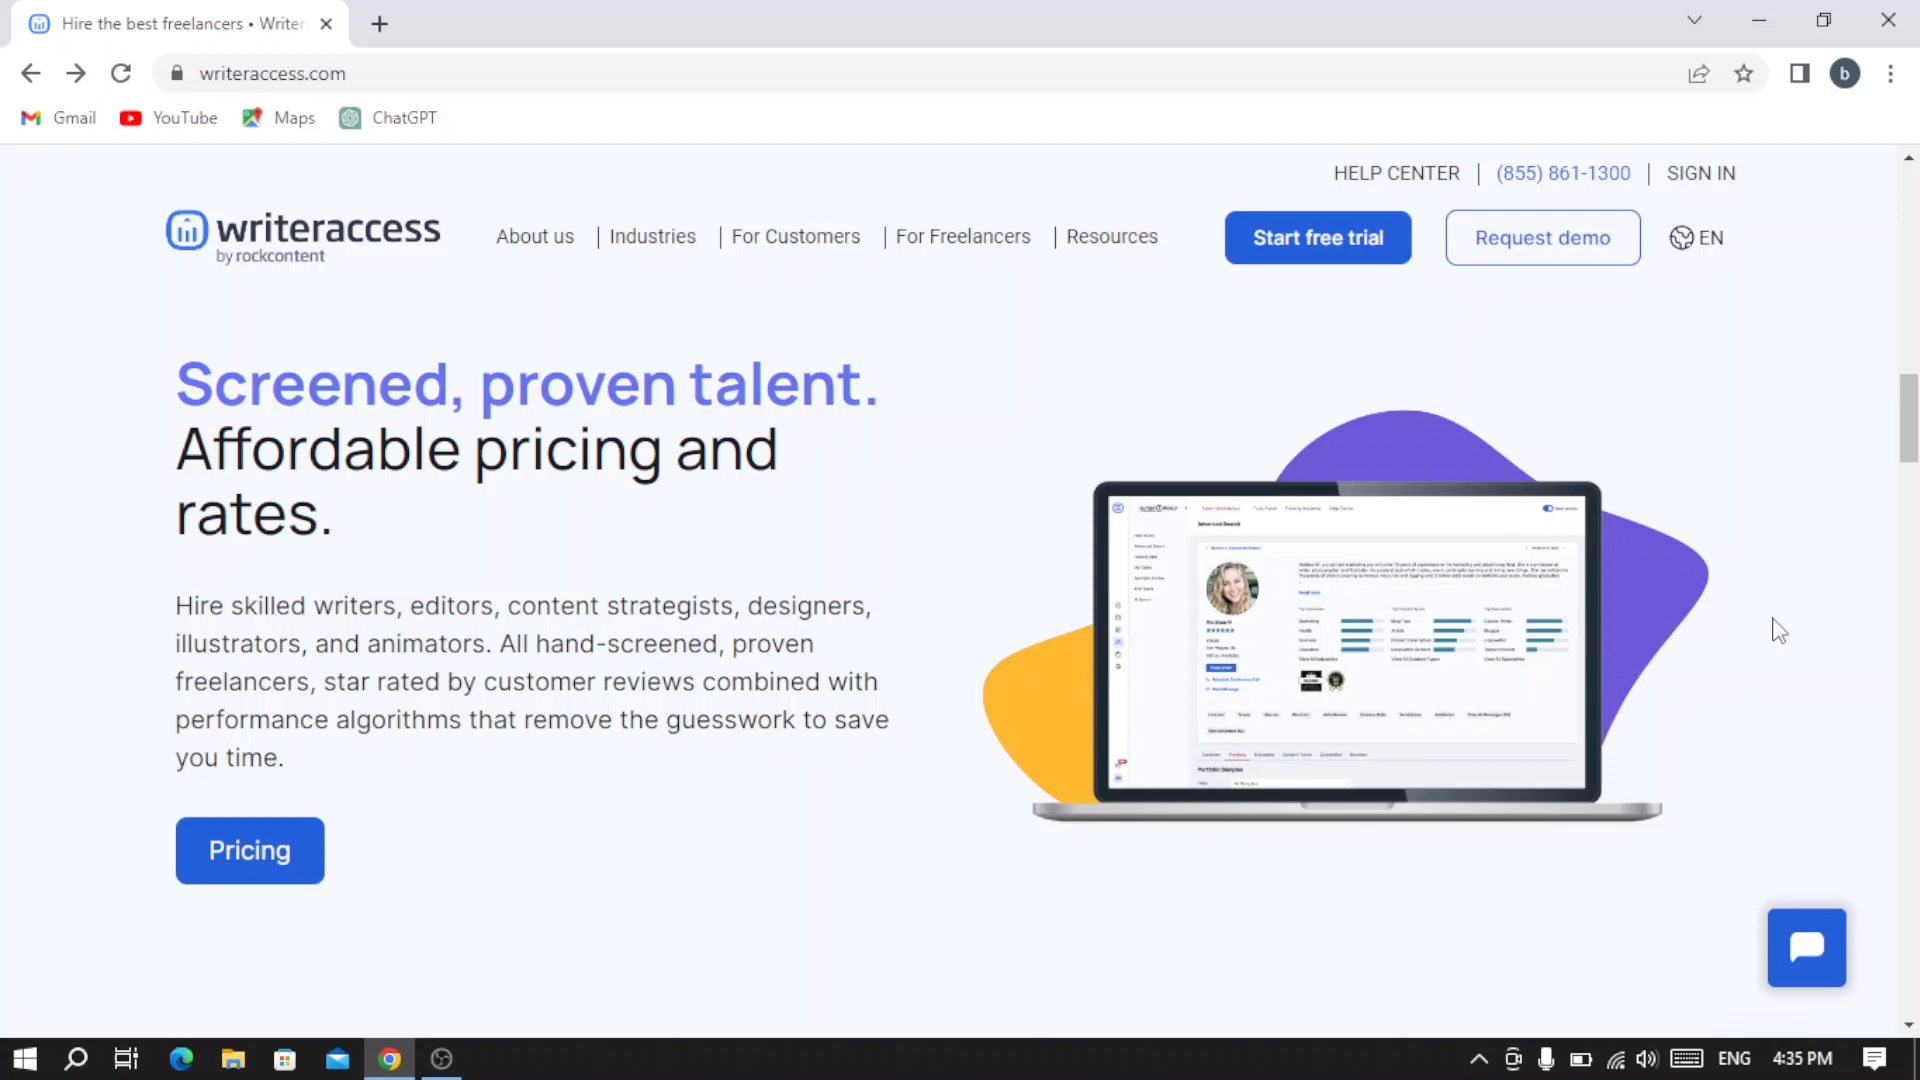 Hire the best freelancers • Writer
writeraccess.com
b
Gmail
YouTube
Maps
ChatGPT
HELP CENTER
(855) 861-1300
SIGN IN
writeraccess
by rockcontent
About us
Industries
For Customers
For Freelancers
Resources
Start free trial
Request demo
EN
Screened, proven talent.
Affordable pricing and
rates.
Hire skilled writers, editors, content strategists, designers,
illustrators, and animators. All hand-screened, proven
freelancers, star rated by customer reviews combined with
performance algorithms that remove the guesswork to save
you time.
Pricing
Advanced Search
Portfolio Samples
ENG
4:35 PM